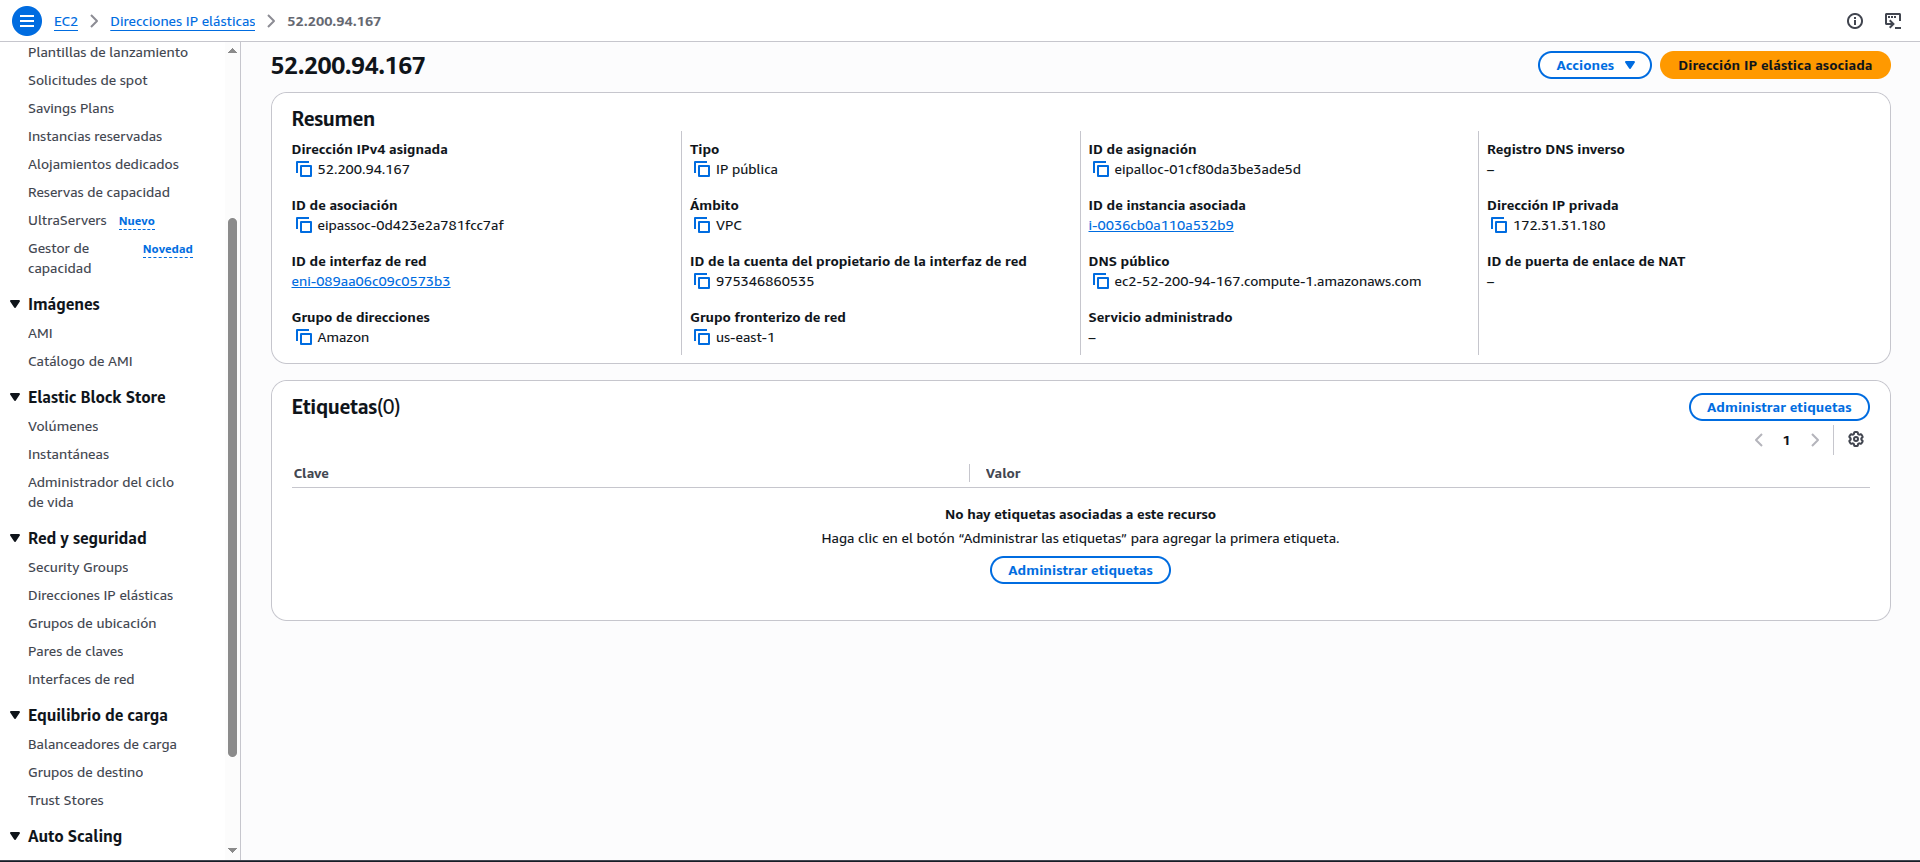 EC2 > Direcciones IP elásticas > 52.200.94.167
Plantillas de lanzamiento
Solicitudes de spot
Savings Plans
Instancias reservadas
Alojamientos dedicados
Reservas de capacidad
UltraServers Nuevo
Gestor de Novedad
capacidad
Imágenes
AMI
Catálogo de AMI
Elastic Block Store
Volúmenes
Instantáneas
Administrador del ciclo
de vida
Red y seguridad
Security Groups
Direcciones IP elásticas
Grupos de ubicación
Pares de claves
Interfaces de red
Equilibrio de carga
Balanceadores de carga
Grupos de destino
Trust Stores
Auto Scaling
52.200.94.167
Acciones
Dirección IP elástica asociada
Resumen
Dirección IPv4 asignada
52.200.94.167
Tipo
IP pública
ID de asignación
eipalloc-01cf80da3be3ade5d
Registro DNS inverso
–
ID de asociación
eipassoc-0d423e2a781fcc7af
Ámbito
VPC
ID de instancia asociada
i-0036cb0a110a532b9
Dirección IP privada
172.31.31.180
ID de interfaz de red
eni-089aa06c09c0573b3
ID de la cuenta del propietario de la interfaz de red
975346860535
DNS público
ec2-52-200-94-167.compute-1.amazonaws.com
ID de puerta de enlace de NAT
–
Grupo de direcciones
Amazon
Grupo fronterizo de red
us-east-1
Servicio administrado
–
Etiquetas(0)
Administrar etiquetas
1
Clave
Valor
No hay etiquetas asociadas a este recurso
Haga clic en el botón “Administrar las etiquetas” para agregar la primera etiqueta.
Administrar etiquetas